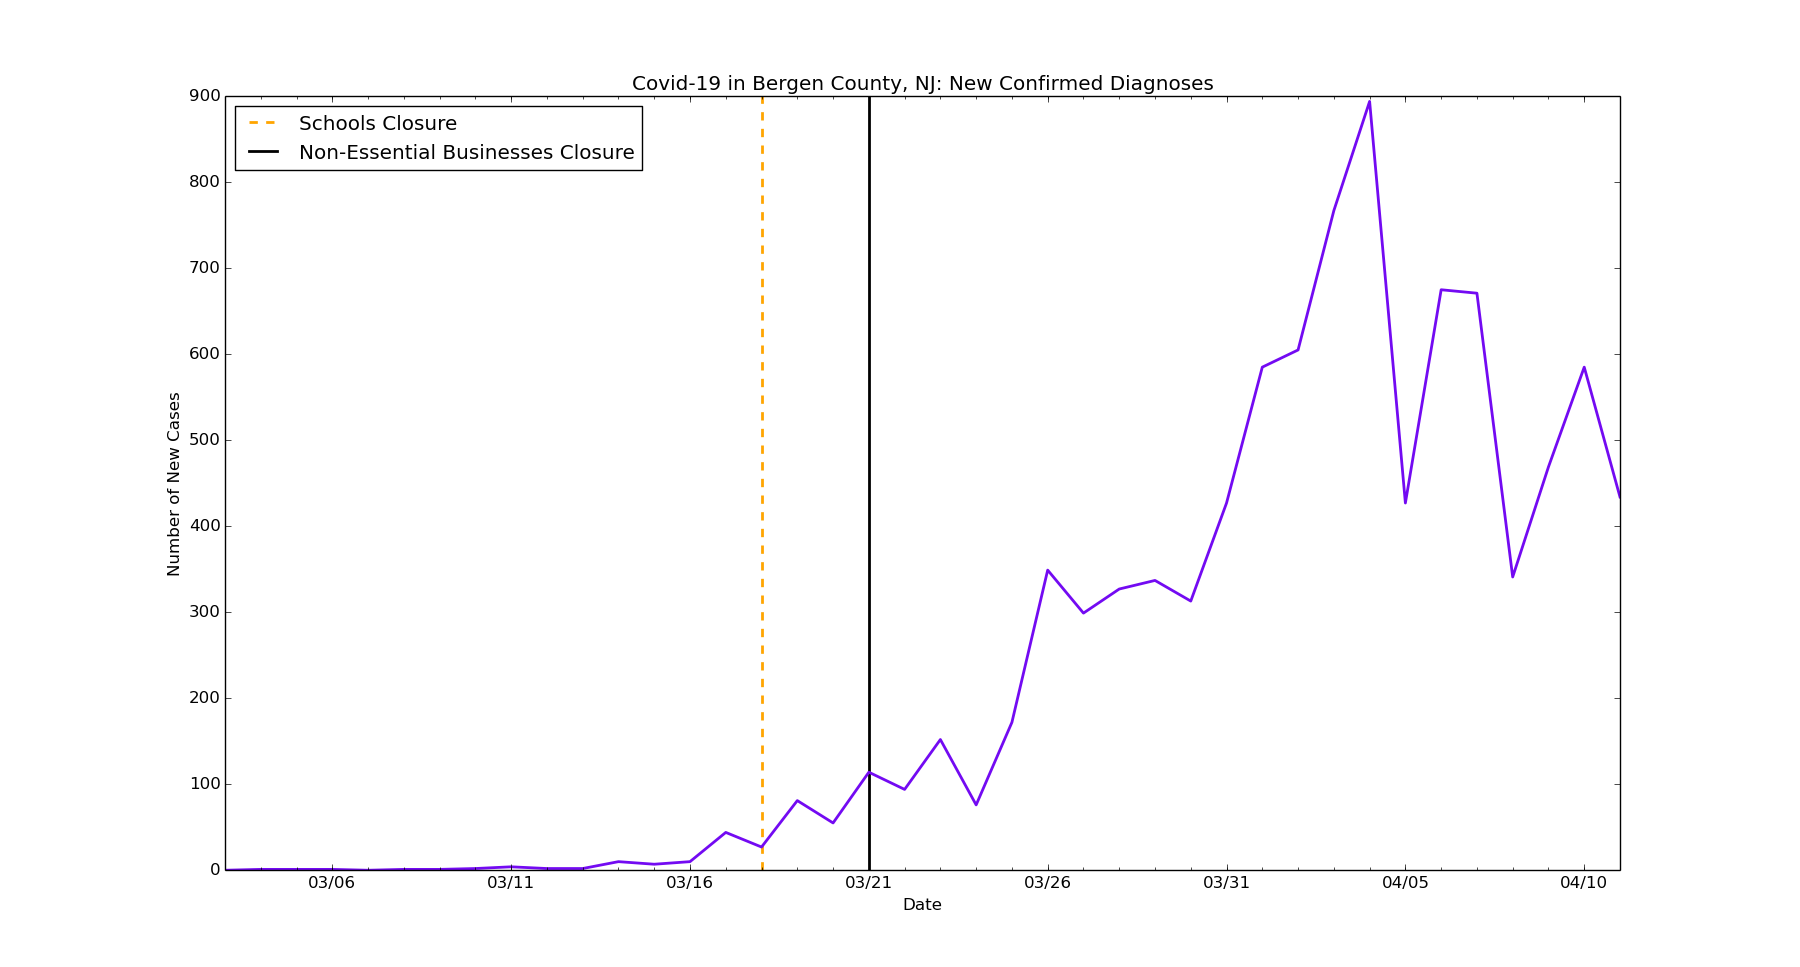 Covid-19 in Bergen County, NJ: New Confirmed Diagnoses
Schools Closure
Non-Essential Businesses Closure
Number of New Cases
900
800
700
600
500
400
300
200
100
0
03/06 03/11 03/16 03/21 03/26 03/31 04/05 04/10
Date